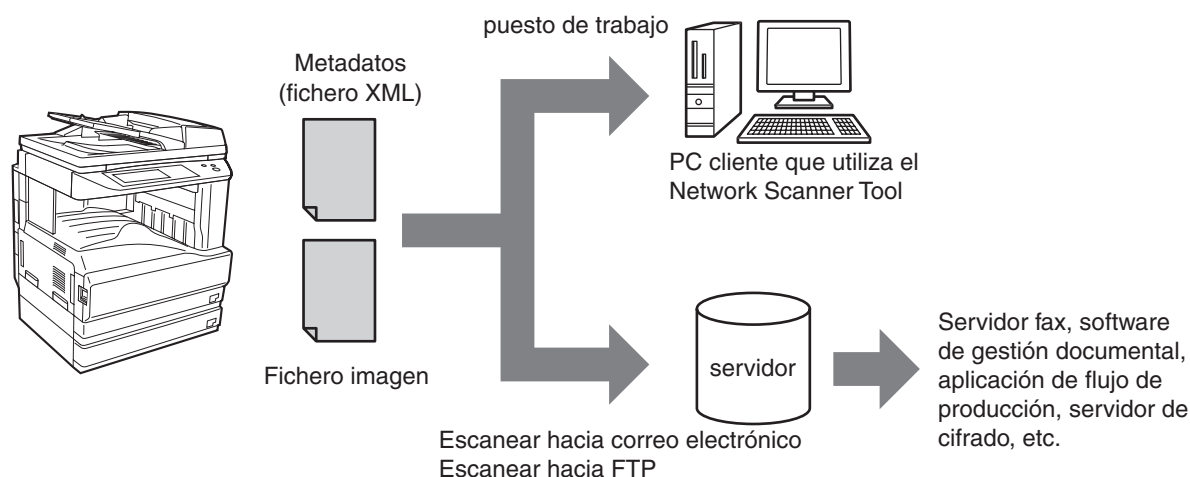 puesto de trabajo
Metadatos
(fichero XML)
PC cliente que utiliza el
Network Scanner Tool
Fichero imagen
servidor
Servidor fax, software
de gestión documental,
aplicación de flujo de
producción, servidor de
cifrado, etc.
Escanear hacia correo electrónico
Escanear hacia FTP